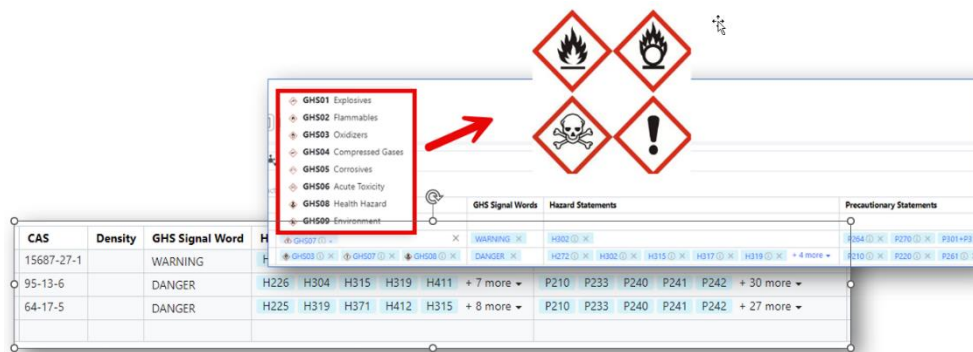 GHS01 Explosives
GHS02 Flammables
GHS03 Oxidizers
GHS04 Compressed Gases
GHS05 Corrosives
GHS06 Acute Toxicity
GHS08 Health Hazard
GHS09 Environment
GHS Signal Words Hazard Statements Precautionary Statements
GHS07 WARNING H302 P264 P270
GHS03 GHS07 GHS08 DANGER H272 H302 H315 H317 H319 + 4 more P210 P220 P261
CAS Density GHS Signal Word H
15687-27-1 WARNING H
95-13-6 DANGER H226 H304 H315 H319 H411 + 7 more P210 P233 P240 P241 P242 + 30 more
64-17-5 DANGER H225 H319 H371 H412 H315 + 8 more P210 P233 P240 P241 P242 + 27 more